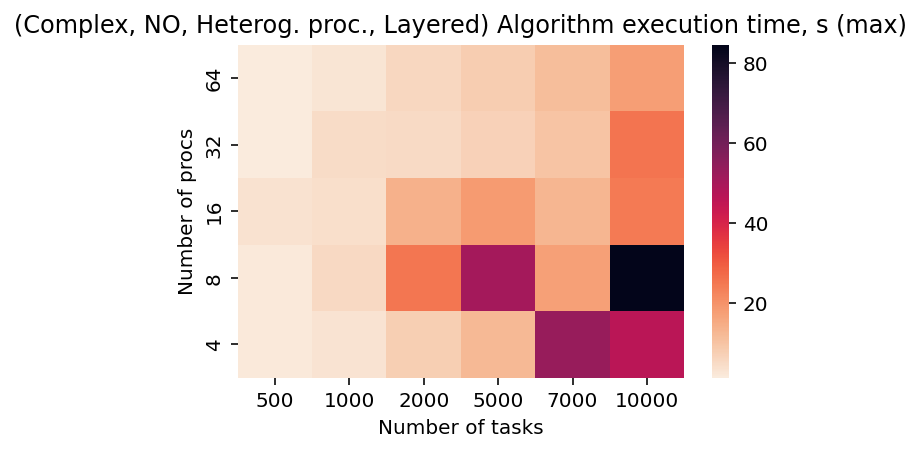 (Complex, NO, Heterog. proc., Layered) Algorithm execution time, s (max)
Number of procs
64
32
16
8
4
500 1000 2000 5000 7000 10000
Number of tasks
80
60
40
20